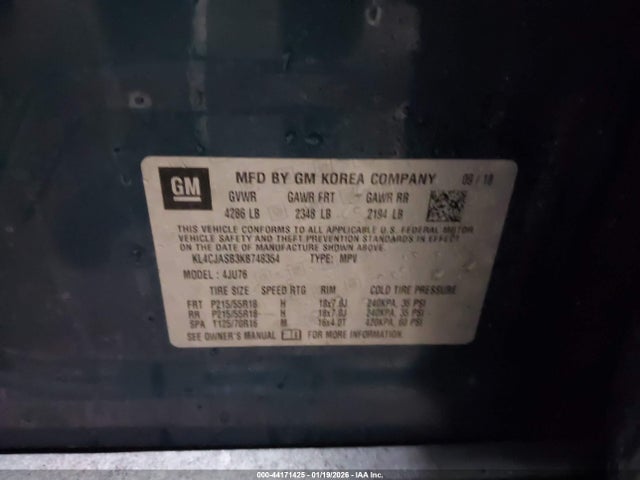 GM
MFD BY GM KOREA COMPANY 09 / 18
GVWR GAWR FRT GAWR RR
4286 LB 2348 LB 2194 LB
THIS VEHICLE CONFORMS TO ALL APPLICABLE U.S. FEDERAL MOTOR
VEHICLE SAFETY AND THEFT PREVENTION STANDARDS IN EFFECT ON
THE DATE OF MANUFACTURE SHOWN ABOVE.
KL4CJASB3KB748354 TYPE: MPV
MODEL: 4JU76
TIRE SIZE SPEED RTG RIM COLD TIRE PRESSURE
FRT P215/55R18 H 18x7.0J 240KPA, 35 PSI
RR P215/55R18 H 18x7.0J 240KPA, 35 PSI
SPA T125/70R16 M 16x4.0T 420KPA, 60 PSI
SEE OWNER'S MANUAL FOR MORE INFORMATION
000-44171425 - 01/19/2026 - IAA Inc.